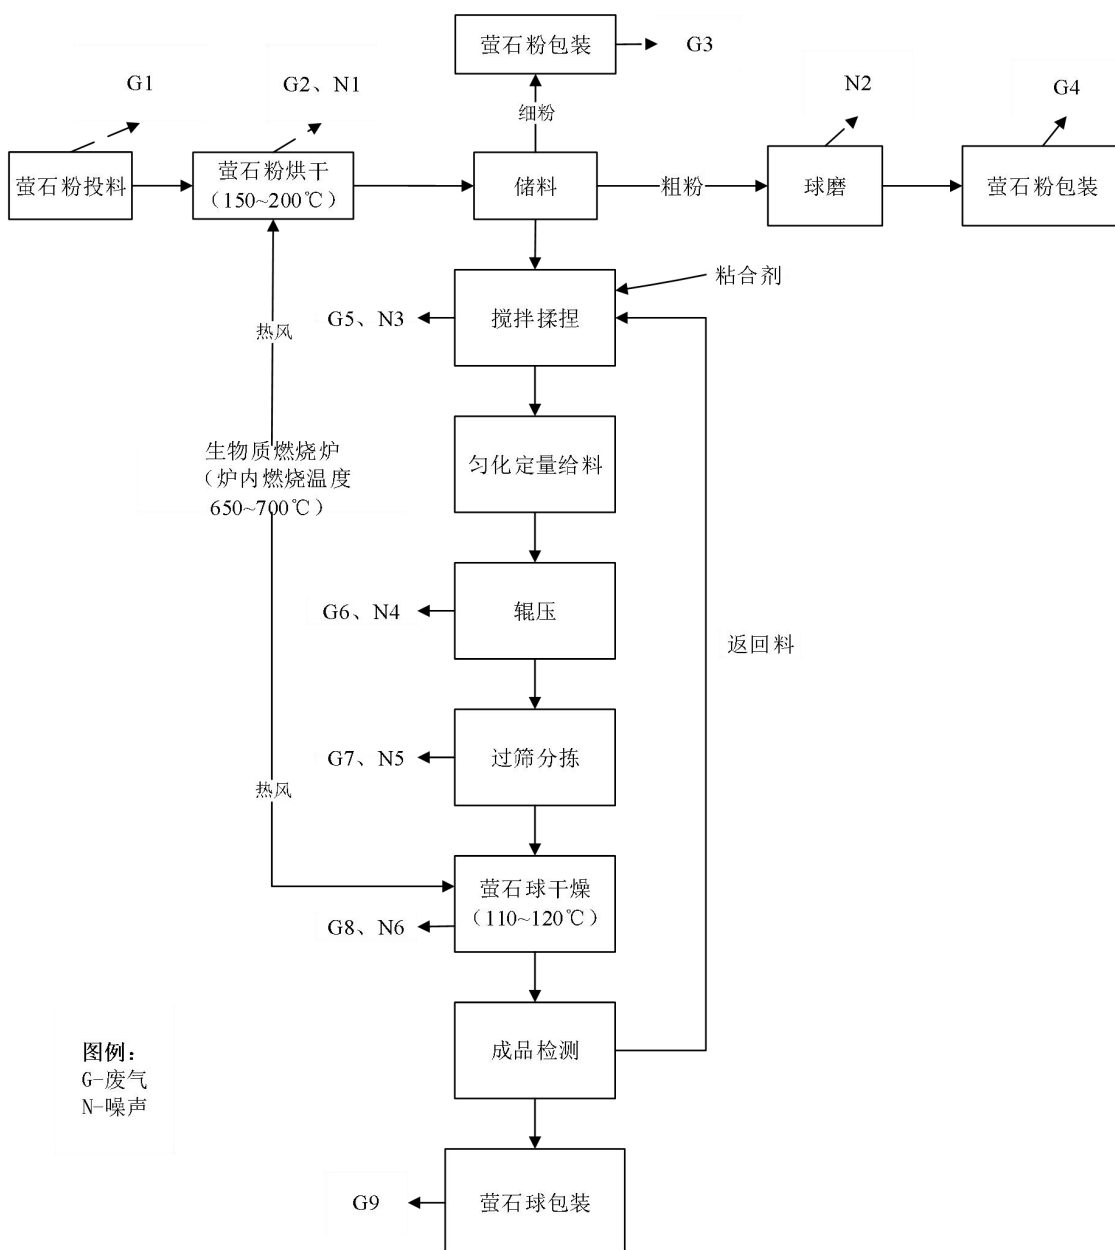 萤石粉包装
G3
G1
G2、N1
细粉
N2
G4
萤石粉投料
萤石粉烘干
（150~200℃）
储料
粗粉
球磨
萤石粉包装
粘合剂
G5、N3
搅拌揉捏
热风
生物质燃烧炉
（炉内燃烧温度
650~700℃）
匀化定量给料
G6、N4
辊压
返回料
G7、N5
过筛分拣
热风
萤石球干燥
（110~120℃）
G8、N6
成品检测
图例：
G-废气
N-噪声
G9
萤石球包装